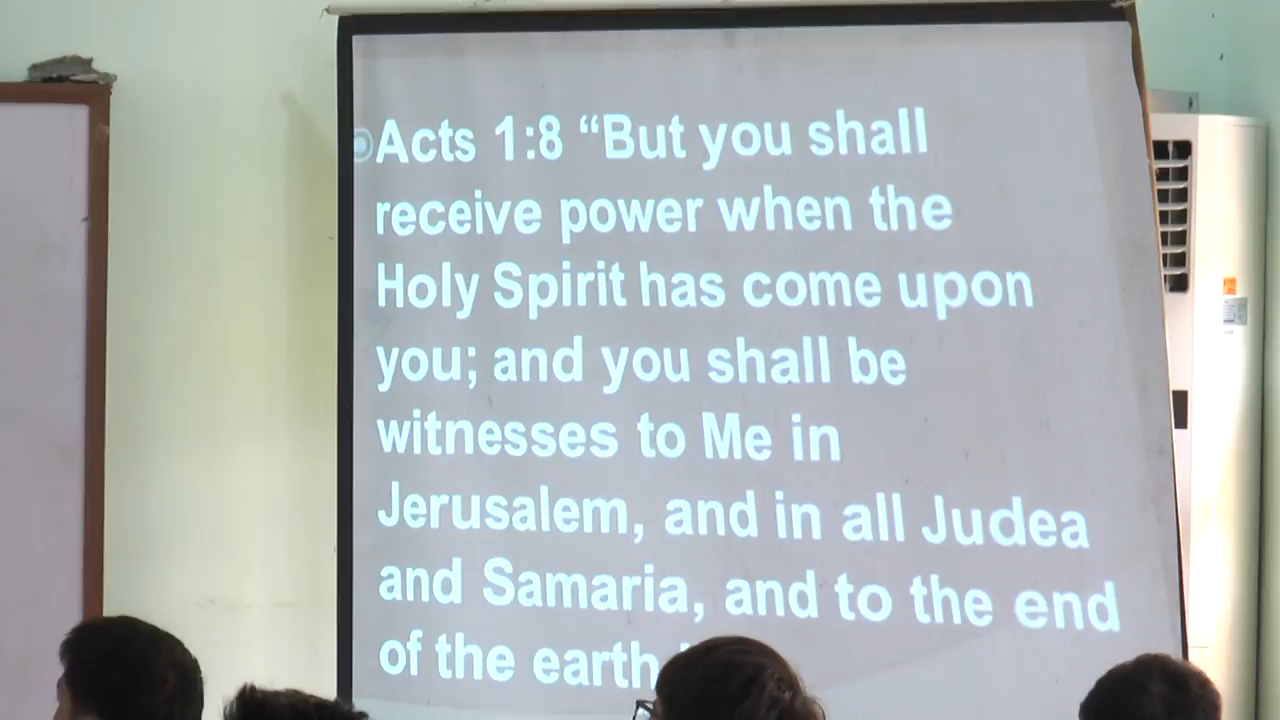 Acts 1:8 “But you shall
receive power when the
Holy Spirit has come upon
you; and you shall be
witnesses to Me in
Jerusalem, and in all Judea
and Samaria, and to the end
of the earth